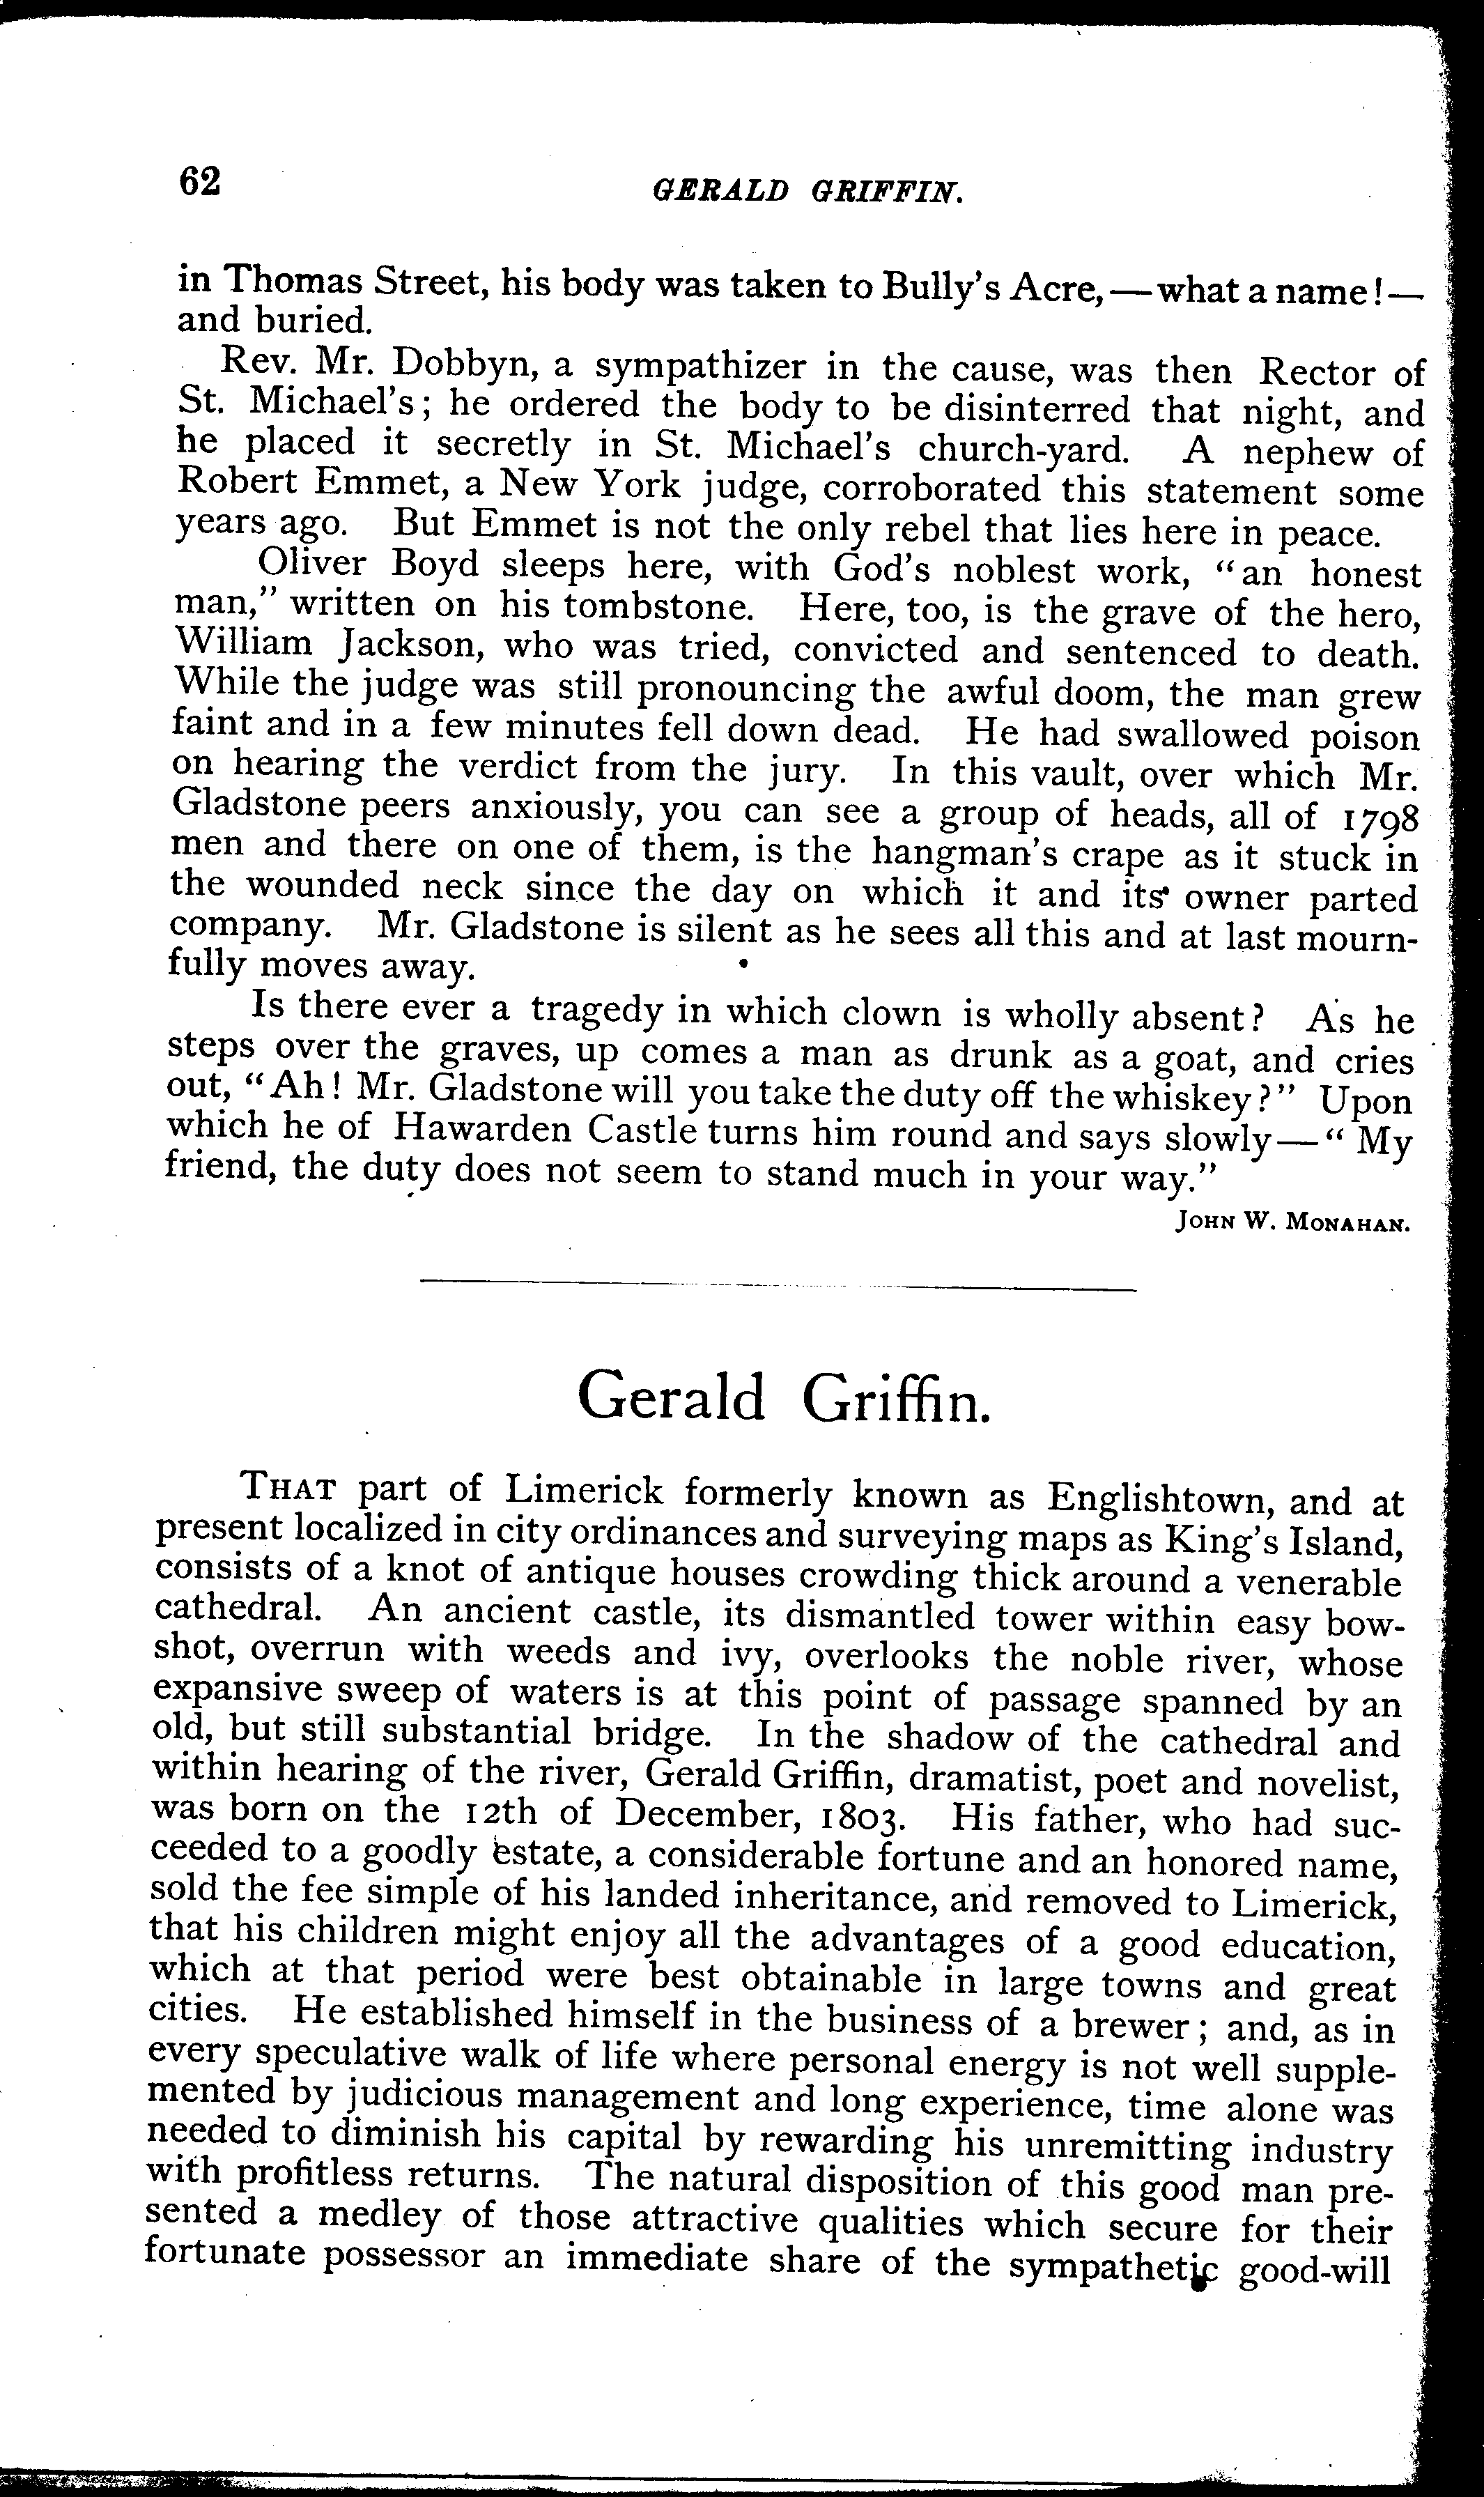 62
GERALD GRIFFIN.
in Thomas Street, his body was taken to Bully's Acre,—what a name!—
and buried.
Rev. Mr. Dobbyn, a sympathizer in the cause, was then Rector of
St. Michael's; he ordered the body to be disinterred that night, and
he placed it secretly in St. Michael's church-yard. A nephew of
Robert Emmet, a New York judge, corroborated this statement some
years ago. But Emmet is not the only rebel that lies here in peace.
Oliver Boyd sleeps here, with God's noblest work, "an honest
man," written on his tombstone. Here, too, is the grave of the hero,
William Jackson, who was tried, convicted and sentenced to death.
While the judge was still pronouncing the awful doom, the man grew
faint and in a few minutes fell down dead. He had swallowed poison
on hearing the verdict from the jury. In this vault, over which Mr.
Gladstone peers anxiously, you can see a group of heads, all of 1798
men and there on one of them, is the hangman's crape as it stuck in
the wounded neck since the day on which it and its owner parted
company. Mr. Gladstone is silent as he sees all this and at last mourn-
fully moves away.
Is there ever a tragedy in which clown is wholly absent? As he
steps over the graves, up comes a man as drunk as a goat, and cries
out, "Ah! Mr. Gladstone will you take the duty off the whiskey?" Upon
which he of Hawarden Castle turns him round and says slowly—"My
friend, the duty does not seem to stand much in your way."
JOHN W. MONAHAN.
Gerald Griffin.
THAT part of Limerick formerly known as Englishtown, and at
present localized in city ordinances and surveying maps as King's Island,
consists of a knot of antique houses crowding thick around a venerable
cathedral. An ancient castle, its dismantled tower within easy bow-
shot, overrun with weeds and ivy, overlooks the noble river, whose
expansive sweep of waters is at this point of passage spanned by an
old, but still substantial bridge. In the shadow of the cathedral and
within hearing of the river, Gerald Griffin, dramatist, poet and novelist,
was born on the 12th of December, 1803. His father, who had suc-
ceeded to a goodly estate, a considerable fortune and an honored name,
sold the fee simple of his landed inheritance, and removed to Limerick,
that his children might enjoy all the advantages of a good education,
which at that period were best obtainable in large towns and great
cities. He established himself in the business of a brewer; and, as in
every speculative walk of life where personal energy is not well supple-
mented by judicious management and long experience, time alone was
needed to diminish his capital by rewarding his unremitting industry
with profitless returns. The natural disposition of this good man pre-
sented a medley of those attractive qualities which secure for their
fortunate possessor an immediate share of the sympathetic good-will